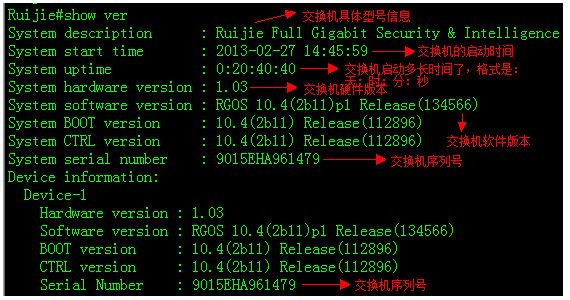 Ruijie#show ver
交换机具体型号信息
System description : Ruijie Full Gigabit Security & Intelligence
System start time : 2013-02-27 14:45:59
交换机的启动时间
System uptime : 0:20:40:40
交换机启动多长时间了，格式是：
天：时：分：秒
System hardware version : 1.03
交换机硬件版本
System software version : RGOS 10.4(2b11)p1 Release(134566)
System BOOT version : 10.4(2b11) Release(112896)
System CTRL version : 10.4(2b11) Release(112896)
交换机软件版本
System serial number : 9015EHA961479
交换机序列号
Device information:
Device-1
Hardware version : 1.03
Software version : RGOS 10.4(2b11)p1 Release(134566)
BOOT version : 10.4(2b11) Release(112896)
CTRL version : 10.4(2b11) Release(112896)
Serial Number : 9015EHA961479
交换机序列号